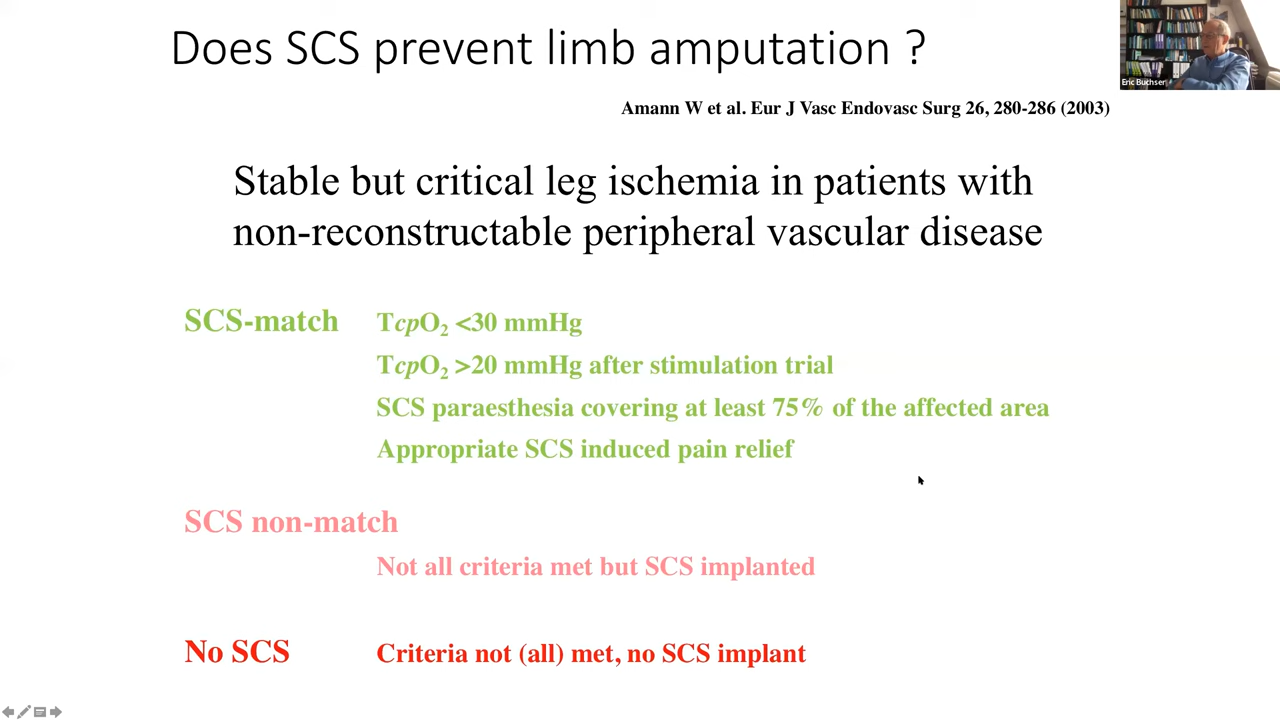 Does SCS prevent limb amputation ?
Eric Buchser
Amann W et al. Eur J Vasc Endovasc Surg 26, 280-286 (2003)
Stable but critical leg ischemia in patients with
non-reconstructable peripheral vascular disease
SCS-match TcpO2 <30 mmHg
TcpO2 >20 mmHg after stimulation trial
SCS paraesthesia covering at least 75% of the affected area
Appropriate SCS induced pain relief
SCS non-match
Not all criteria met but SCS implanted
No SCS Criteria not (all) met, no SCS implant